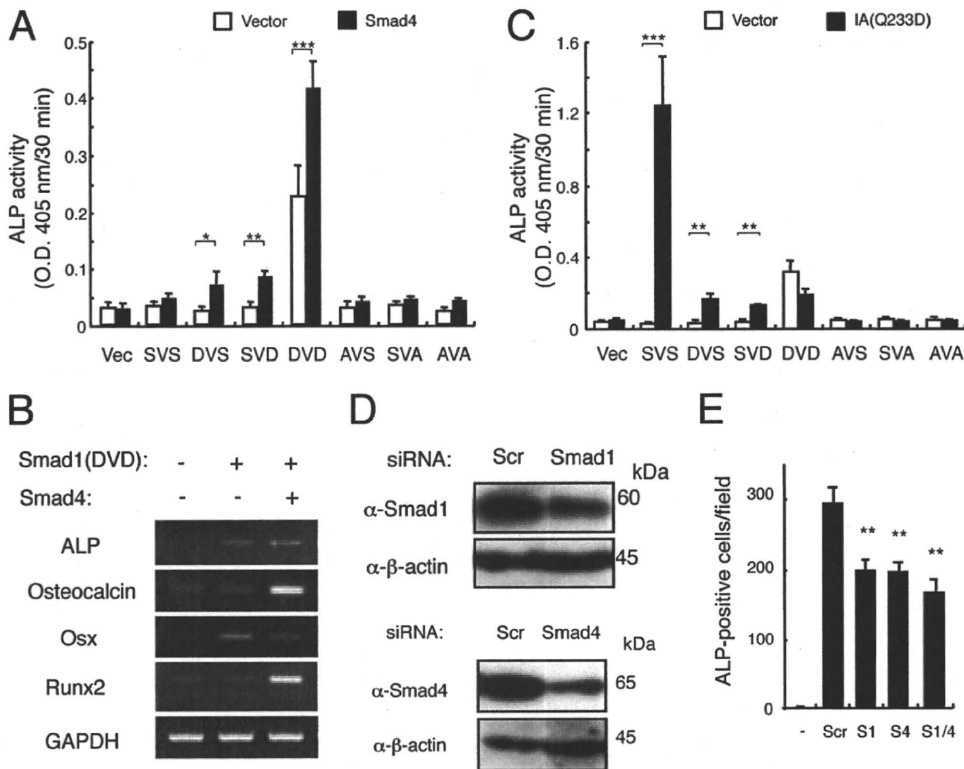 A
Vector
Smad4
ALP activity
(O.D. 405 nm/30 min)
0.5
0.4
0.3
0.2
0.1
0
*
**
***
Vec SVS DVS SVD DVD AVS SVA AVA
C
Vector
IA(Q233D)
ALP activity
(O.D. 405 nm/30 min)
1.6
1.2
0.8
0.4
0
***
**
**
Vec SVS DVS SVD DVD AVS SVA AVA
B
Smad1(DVD): - + +
Smad4: - - +
ALP
Osteocalcin
Osx
Runx2
GAPDH
D
siRNA: Scr Smad1
kDa
α-Smad1 60
α-β-actin 45
siRNA: Scr Smad4
kDa
α-Smad4 65
α-β-actin 45
E
ALP-positive cells/field
300
200
100
0
**
**
**
- Scr S1 S4 S1/4